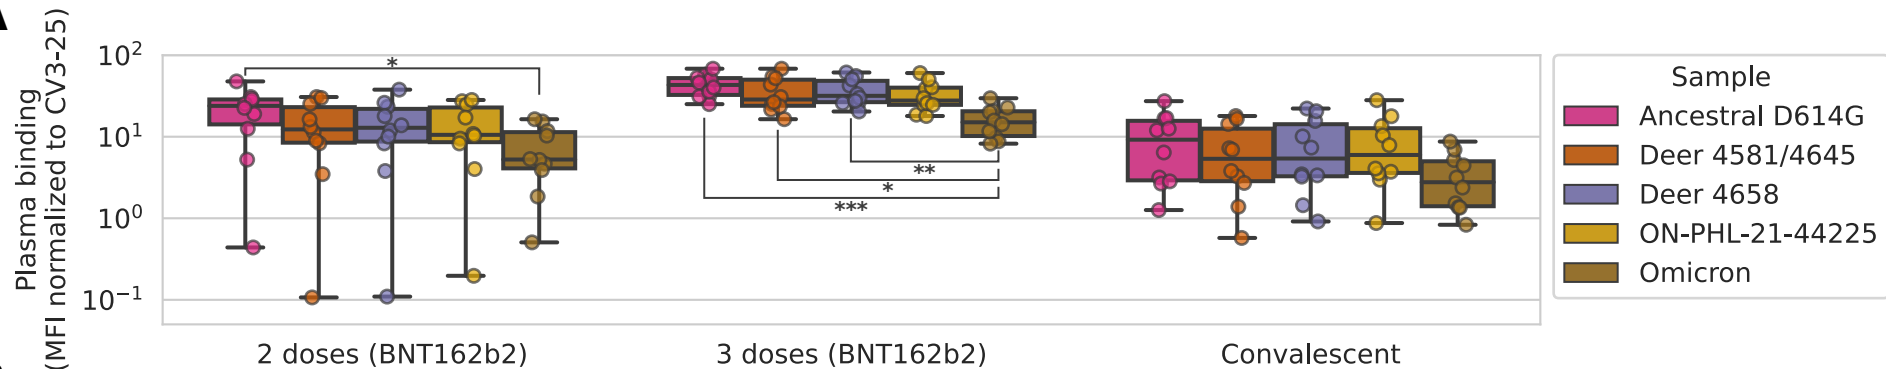 A
Plasma binding
(MFI normalized to CV3-25)
10²
10¹
10⁰
10⁻¹
*
**
*
***
2 doses (BNT162b2)
3 doses (BNT162b2)
Convalescent
Sample
Ancestral D614G
Deer 4581/4645
Deer 4658
ON-PHL-21-44225
Omicron